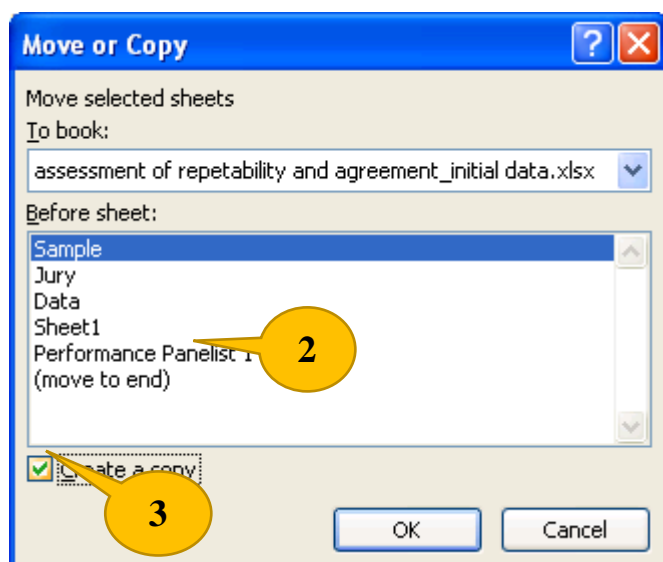 Move or Copy
Move selected sheets
To book:
assessment of repetability and agreement_initial data.xlsx
Before sheet:
Sample
Jury
Data
Sheet1
Performance Panelist 1
(move to end)
2
Create a copy
3
OK Cancel